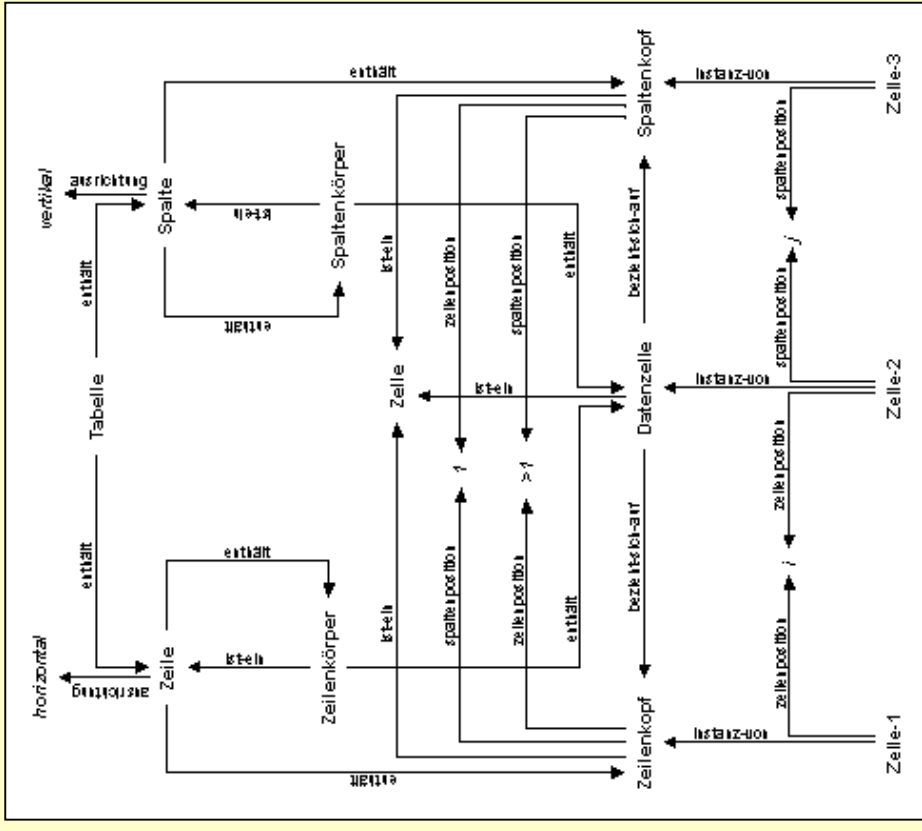 horizontal
vertikal
ausrichtung
enthält
Tabelle
enthält
ausrichtung
Zeile
Spalte
ist-ein
enthält
enthält
ist-ein
enthält
Zeilenkörper
Spaltenkörper
enthält
enthält
ist-ein
Zelle
ist-ein
spaltenposition
1
zeilenposition
zeilenposition
>1
spaltenposition
enthält
ist-ein
enthält
Zeilenkopf
bezieht-sich-auf
Datenzelle
bezieht-sich-auf
Spaltenkopf
instanz-von
instanz-von
instanz-von
zeilenposition
i
zeilenposition
spaltenposition
j
spaltenposition
Zelle-1
Zelle-2
Zelle-3